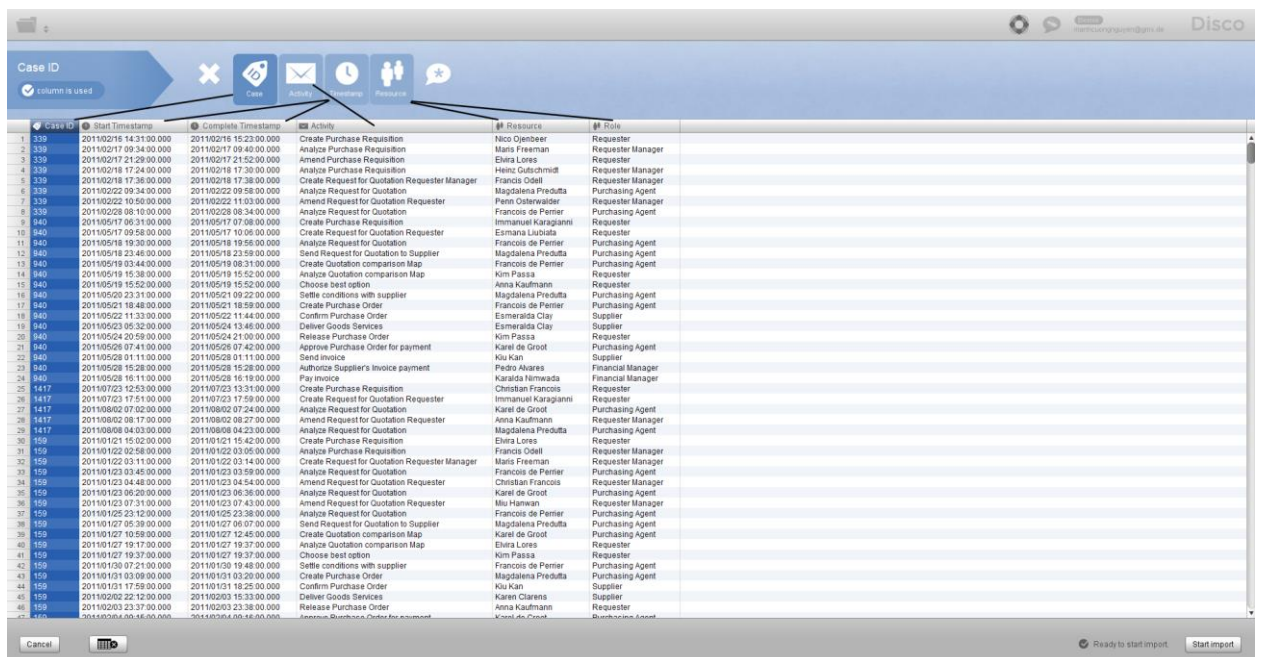 Disco
Case ID
column is used
Case Activity Timestamp Resource
Case ID Start Timestamp Complete Timestamp Activity Resource Role
1 339 2011/02/16 14:31:00.000 2011/02/16 15:23:00.000 Create Purchase Requisition Nico Ojenbeer Requester
2 339 2011/02/17 09:34:00.000 2011/02/17 09:40:00.000 Analyze Purchase Requisition Maris Freeman Requester Manager
3 339 2011/02/17 21:29:00.000 2011/02/17 21:52:00.000 Amend Purchase Requisition Elvira Lores Requester
4 339 2011/02/18 17:24:00.000 2011/02/18 17:30:00.000 Analyze Purchase Requisition Heinz Gutschmidt Requester Manager
5 339 2011/02/18 17:36:00.000 2011/02/18 17:38:00.000 Create Request for Quotation Requester Manager Francis Odell Requester Manager
6 339 2011/02/22 09:34:00.000 2011/02/22 09:58:00.000 Analyze Request for Quotation Magdalena Predutta Purchasing Agent
7 339 2011/02/22 10:50:00.000 2011/02/22 11:03:00.000 Amend Request for Quotation Requester Penn Osterwalder Requester Manager
8 339 2011/02/28 08:10:00.000 2011/02/28 08:34:00.000 Analyze Request for Quotation Francois de Perrier Purchasing Agent
9 940 2011/05/17 06:31:00.000 2011/05/17 07:08:00.000 Create Purchase Requisition Immanuel Karagianni Requester
10 940 2011/05/17 09:58:00.000 2011/05/17 10:06:00.000 Create Request for Quotation Requester Esmana Liubiata Requester
11 940 2011/05/18 19:30:00.000 2011/05/18 19:56:00.000 Analyze Request for Quotation Francois de Perrier Purchasing Agent
12 940 2011/05/18 23:46:00.000 2011/05/18 23:59:00.000 Send Request for Quotation to Supplier Magdalena Predutta Purchasing Agent
13 940 2011/05/19 03:44:00.000 2011/05/19 08:31:00.000 Create Quotation comparison Map Francois de Perrier Purchasing Agent
14 940 2011/05/19 15:38:00.000 2011/05/19 15:52:00.000 Analyze Quotation comparison Map Kim Passa Requester
15 940 2011/05/19 15:52:00.000 2011/05/19 15:52:00.000 Choose best option Anna Kaufmann Requester
16 940 2011/05/20 23:31:00.000 2011/05/21 09:22:00.000 Settle conditions with supplier Magdalena Predutta Purchasing Agent
17 940 2011/05/21 18:48:00.000 2011/05/21 18:59:00.000 Create Purchase Order Francois de Perrier Purchasing Agent
18 940 2011/05/22 11:33:00.000 2011/05/22 11:44:00.000 Confirm Purchase Order Esmeralda Clay Supplier
19 940 2011/05/23 05:32:00.000 2011/05/24 13:46:00.000 Deliver Goods Services Esmeralda Clay Supplier
20 940 2011/05/24 20:59:00.000 2011/05/24 21:00:00.000 Release Purchase Order Kim Passa Requester
21 940 2011/05/26 07:41:00.000 2011/05/26 07:42:00.000 Approve Purchase Order for payment Karel de Groot Purchasing Agent
22 940 2011/05/28 01:11:00.000 2011/05/28 01:11:00.000 Send invoice Kiu Kan Supplier
23 940 2011/05/28 15:28:00.000 2011/05/28 15:28:00.000 Authorize Supplier's Invoice payment Pedro Alvares Financial Manager
24 940 2011/05/28 16:11:00.000 2011/05/28 16:19:00.000 Pay invoice Karalda Nimwada Financial Manager
25 1417 2011/07/23 12:53:00.000 2011/07/23 13:31:00.000 Create Purchase Requisition Christian Francois Requester
26 1417 2011/07/23 17:51:00.000 2011/07/23 17:59:00.000 Create Request for Quotation Requester Immanuel Karagianni Requester
27 1417 2011/08/02 07:02:00.000 2011/08/02 07:24:00.000 Analyze Request for Quotation Karel de Groot Purchasing Agent
28 1417 2011/08/02 08:17:00.000 2011/08/02 08:27:00.000 Amend Request for Quotation Requester Anna Kaufmann Requester Manager
29 1417 2011/08/08 04:03:00.000 2011/08/08 04:23:00.000 Analyze Request for Quotation Magdalena Predutta Purchasing Agent
30 159 2011/01/21 15:02:00.000 2011/01/21 15:42:00.000 Create Purchase Requisition Elvira Lores Requester
31 159 2011/01/22 02:58:00.000 2011/01/22 03:05:00.000 Analyze Purchase Requisition Francis Odell Requester Manager
32 159 2011/01/22 03:11:00.000 2011/01/22 03:14:00.000 Create Request for Quotation Requester Manager Maris Freeman Requester Manager
33 159 2011/01/23 03:45:00.000 2011/01/23 03:59:00.000 Analyze Request for Quotation Francois de Perrier Purchasing Agent
34 159 2011/01/23 04:48:00.000 2011/01/23 04:54:00.000 Amend Request for Quotation Requester Christian Francois Requester Manager
35 159 2011/01/23 06:20:00.000 2011/01/23 06:36:00.000 Analyze Request for Quotation Karel de Groot Purchasing Agent
36 159 2011/01/23 07:31:00.000 2011/01/23 07:43:00.000 Amend Request for Quotation Requester Miu Hanwan Requester Manager
37 159 2011/01/25 23:12:00.000 2011/01/25 23:38:00.000 Analyze Request for Quotation Francois de Perrier Purchasing Agent
38 159 2011/01/27 05:39:00.000 2011/01/27 06:07:00.000 Send Request for Quotation to Supplier Magdalena Predutta Purchasing Agent
39 159 2011/01/27 10:59:00.000 2011/01/27 12:45:00.000 Create Quotation comparison Map Karel de Groot Purchasing Agent
40 159 2011/01/27 19:17:00.000 2011/01/27 19:37:00.000 Analyze Quotation comparison Map Elvira Lores Requester
41 159 2011/01/27 19:37:00.000 2011/01/27 19:37:00.000 Choose best option Kim Passa Requester
42 159 2011/01/30 07:21:00.000 2011/01/30 19:48:00.000 Settle conditions with supplier Francois de Perrier Purchasing Agent
43 159 2011/01/31 03:09:00.000 2011/01/31 03:20:00.000 Create Purchase Order Magdalena Predutta Purchasing Agent
44 159 2011/01/31 17:59:00.000 2011/01/31 18:25:00.000 Confirm Purchase Order Kiu Kan Supplier
45 159 2011/02/02 22:12:00.000 2011/02/03 15:33:00.000 Deliver Goods Services Karen Clarens Supplier
46 159 2011/02/03 23:37:00.000 2011/02/03 23:38:00.000 Release Purchase Order Anna Kaufmann Requester
Cancel
Ready to start import.
Start import